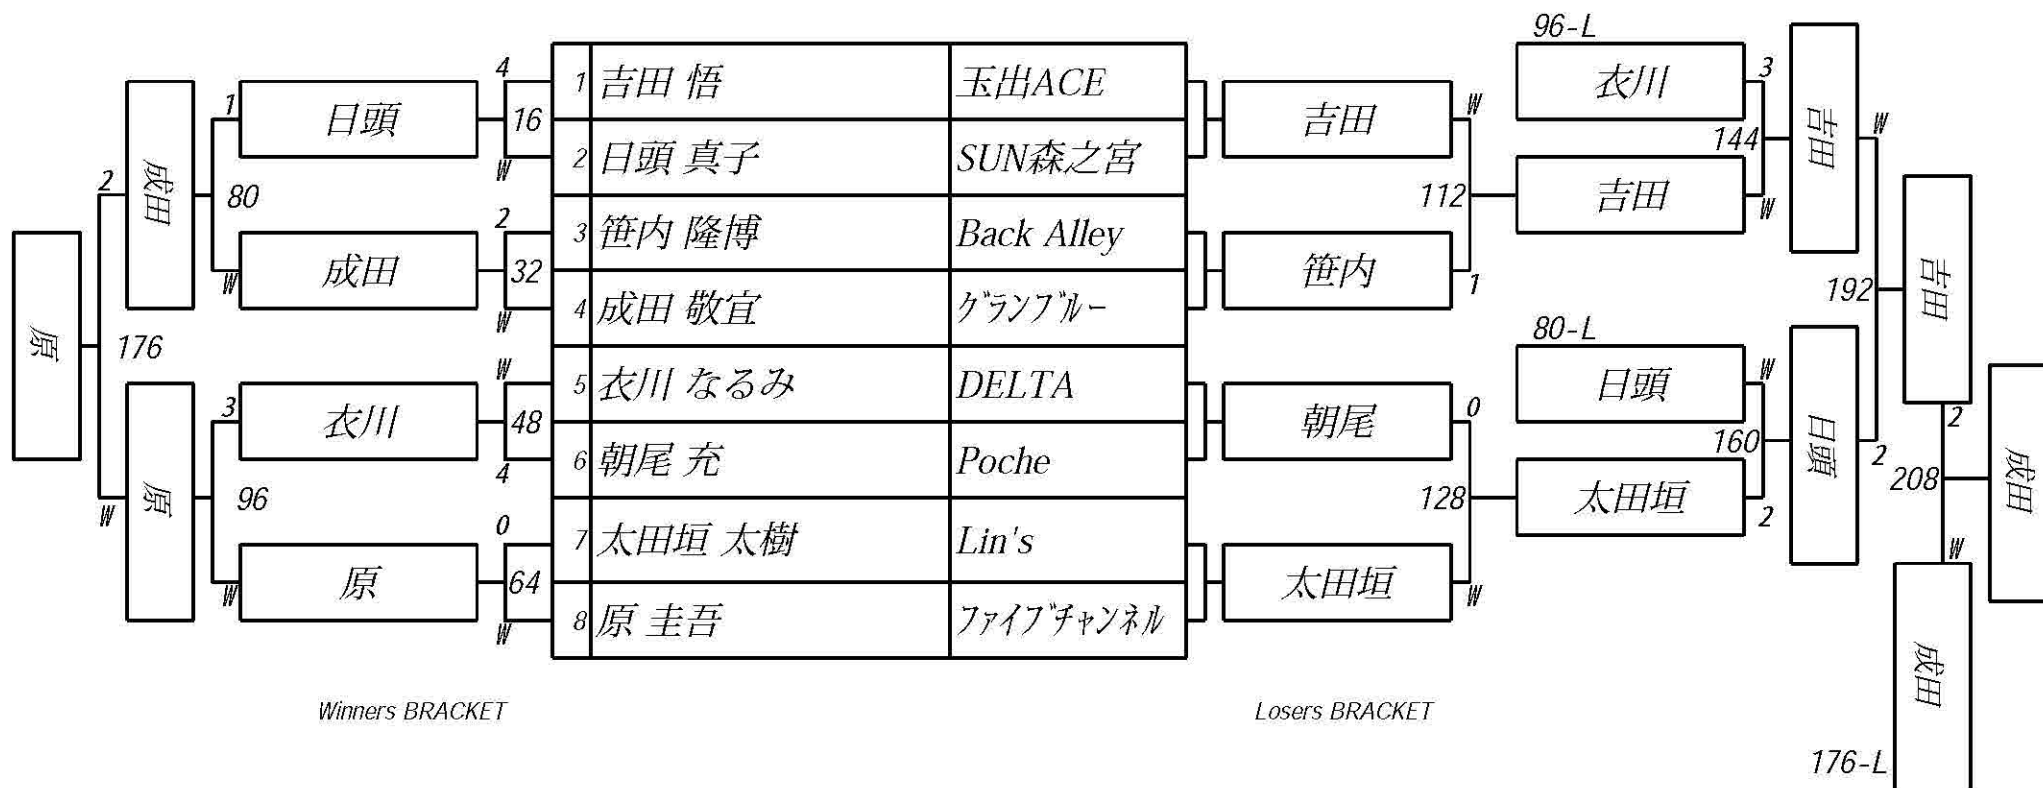 96-L
4
1 吉田 悟 玉出ACE
衣川
3
1
日頭
16
吉田
W
吉田
W
2 日頭 真子 SUN森之宮
W
144
成田
2
80
112
吉田
W
2
3 笹内 隆博 Back Alley
吉田
W
成田
32
笹内
1
192
4 成田 敬宜 グランブルー
W
80-L
原
176
W
5 衣川 なるみ DELTA
日頭
W
3
衣川
48
朝尾
0
2
日頭
2
160
4
6 朝尾 充 Poche
成田
原
W
96
128
太田垣
2
208
0
7 太田垣 太樹 Lin's
W
W
原
64
太田垣
W
8 原 圭吾 ファイブチャンネル
W
成田
Winners BRACKET
Losers BRACKET
176-L